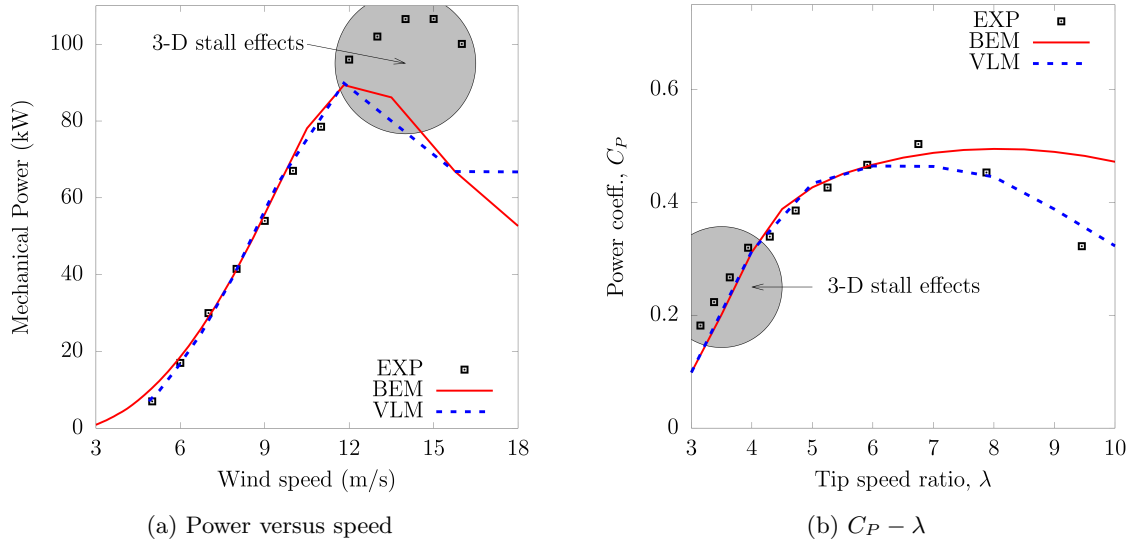 100
80
60
40
20
0
3 6 9 12 15 18
Mechanical Power (kW)
Wind speed (m/s)
3-D stall effects
EXP
BEM
VLM
(a) Power versus speed
0.6
0.4
0.2
0
3 4 5 6 7 8 9 10
Power coeff., C_P
Tip speed ratio, λ
EXP
BEM
VLM
3-D stall effects
(b) C_P − λ